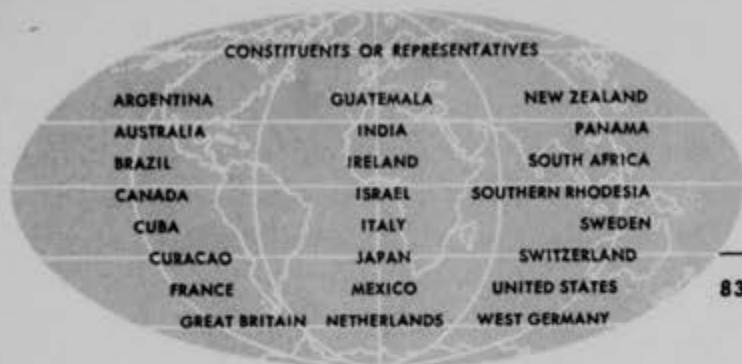 CONSTITUENTS OR REPRESENTATIVES
ARGENTINA GUATEMALA NEW ZEALAND
AUSTRALIA INDIA PANAMA
BRAZIL IRELAND SOUTH AFRICA
CANADA ISRAEL SOUTHERN RHODESIA
CUBA ITALY SWEDEN
CURACAO JAPAN SWITZERLAND
FRANCE MEXICO UNITED STATES 83
GREAT BRITAIN NETHERLANDS WEST GERMANY